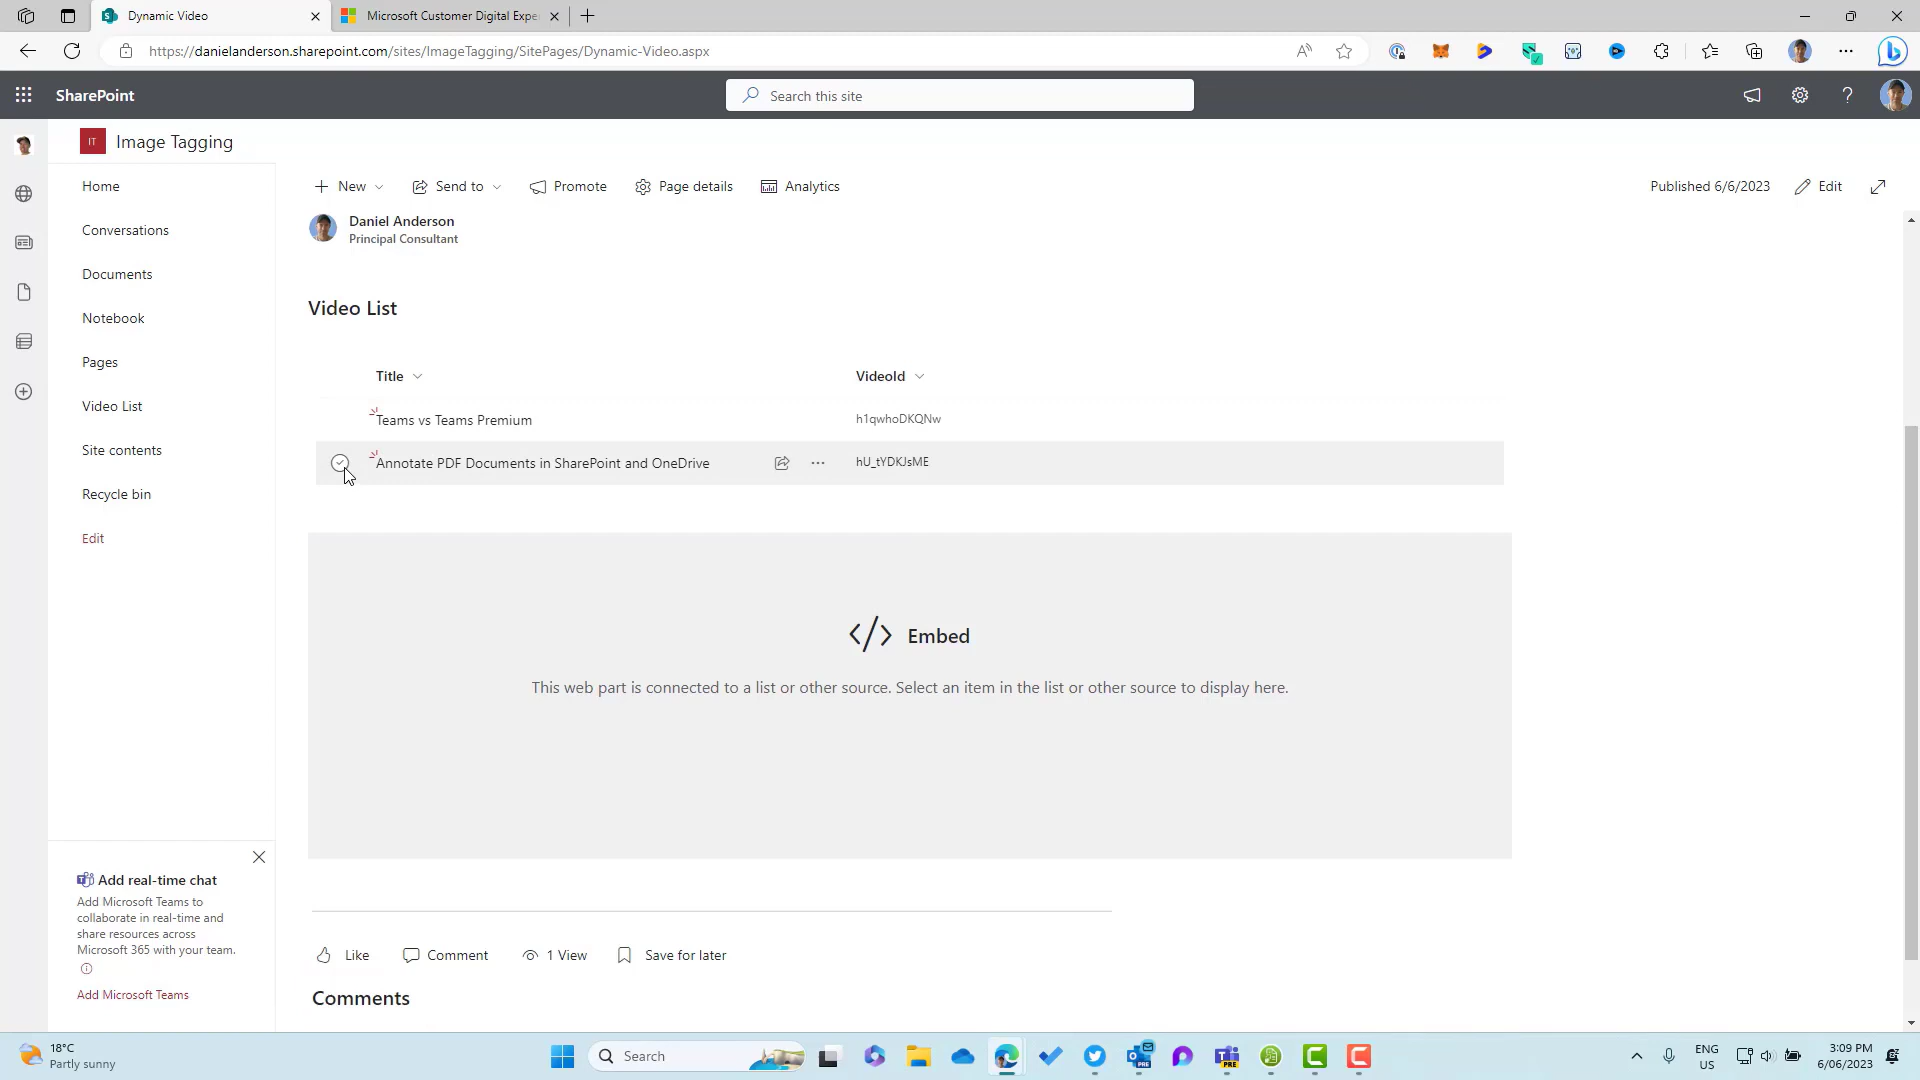 Dynamic Video
Microsoft Customer Digital Expe
https://danielanderson.sharepoint.com/sites/ImageTagging/SitePages/Dynamic-Video.aspx
SharePoint
Search this site
IT
Image Tagging
Home
Conversations
Documents
Notebook
Pages
Video List
Site contents
Recycle bin
Edit
New
Send to
Promote
Page details
Analytics
Published 6/6/2023
Edit
Daniel Anderson
Principal Consultant
Video List
Title
VideoId
Teams vs Teams Premium
h1qwhoDKQNw
Annotate PDF Documents in SharePoint and OneDrive
hU_tYDKJsME
Embed
This web part is connected to a list or other source. Select an item in the list or other source to display here.
Add real-time chat
Add Microsoft Teams to
collaborate in real-time and
share resources across
Microsoft 365 with your team.
Add Microsoft Teams
Like
Comment
1 View
Save for later
Comments
18°C
Partly sunny
Search
PRE
PRE
ENG
US
3:09 PM
6/06/2023